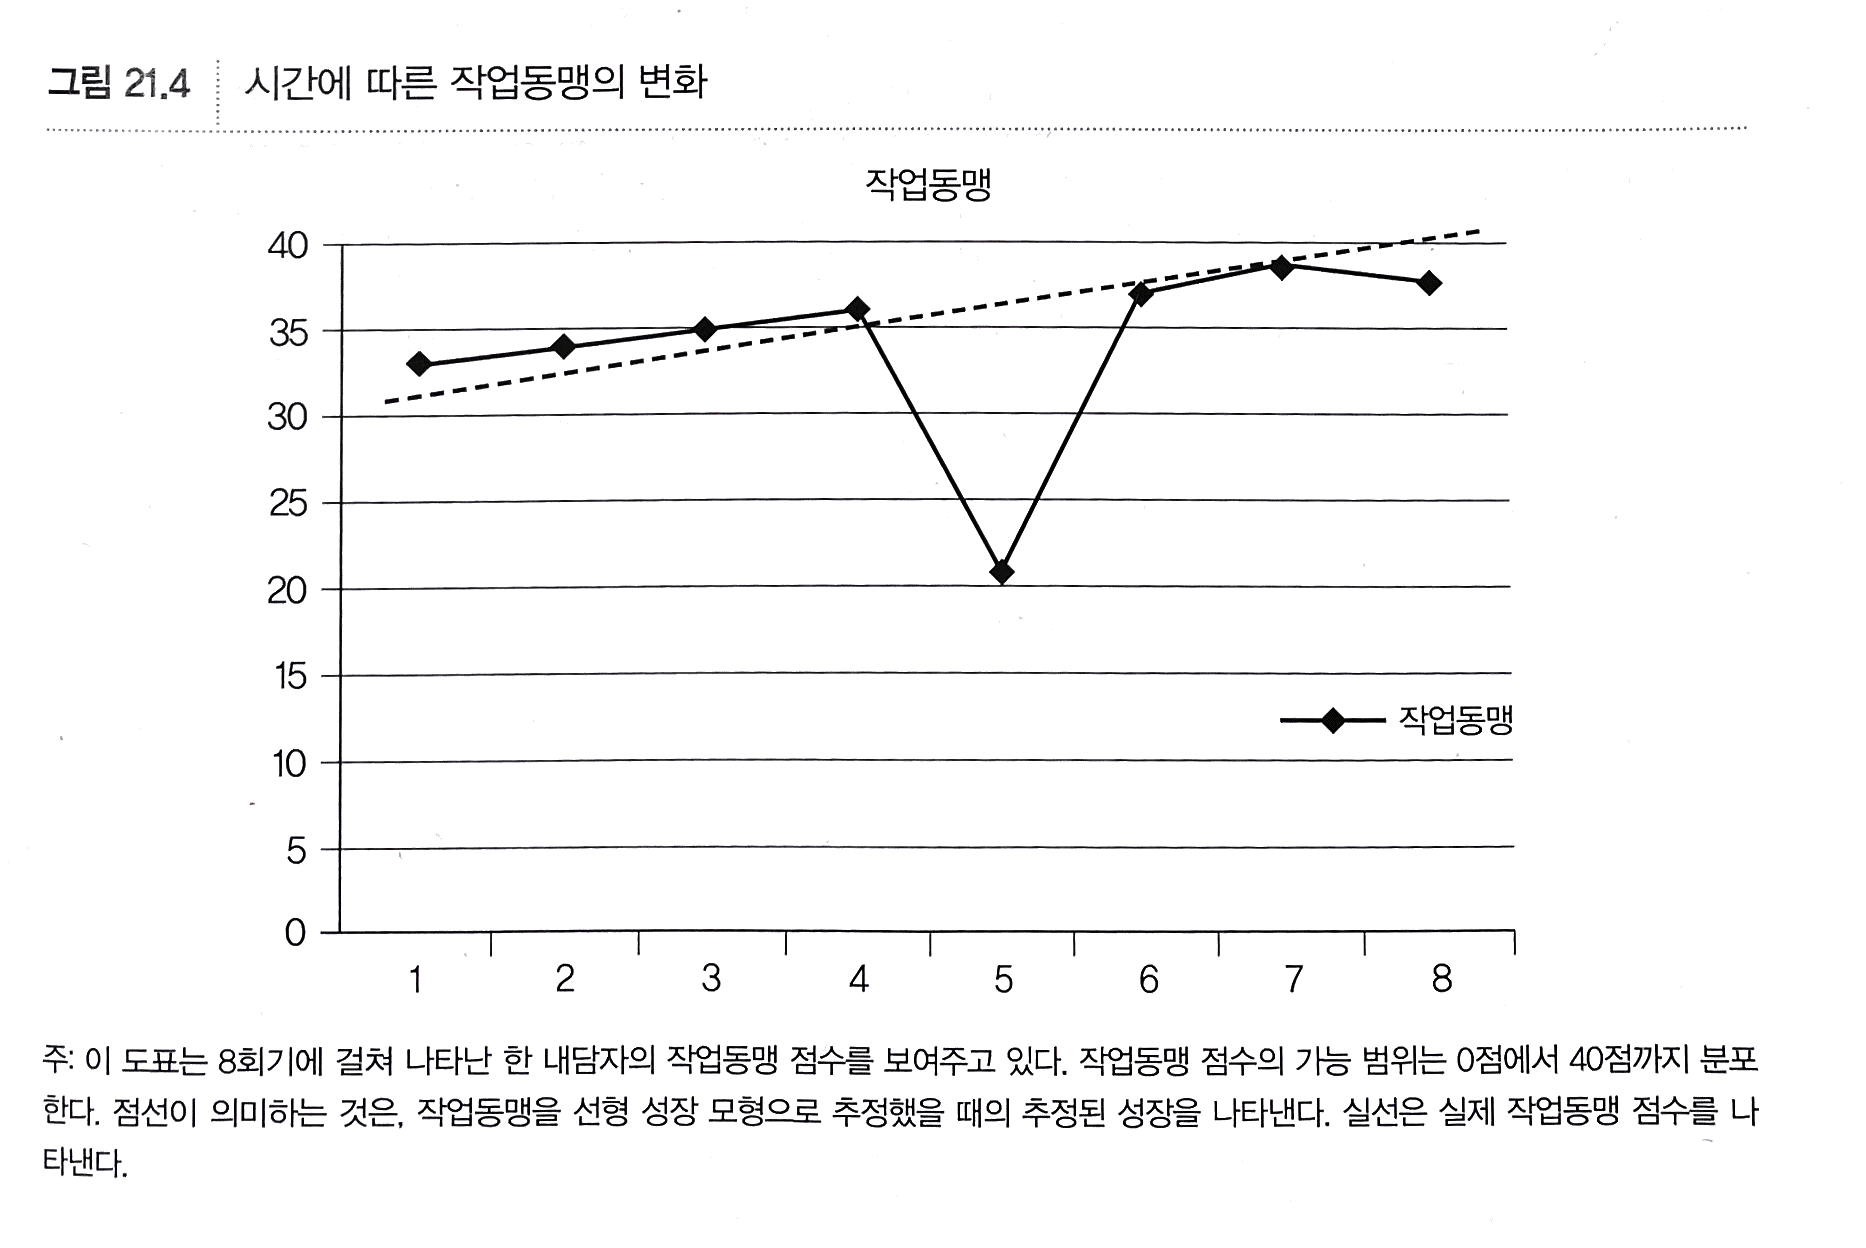 그림 21.4 시간에 따른 작업동맹의 변화
작업동맹
40
35
30
25
20
15
10
5
0
작업동맹
1 2 3 4 5 6 7 8
주: 이 도표는 8회기에 걸쳐 나타난 한 내담자의 작업동맹 점수를 보여주고 있다. 작업동맹 점수의 가능 범위는 0점에서 40점까지 분포
한다. 점선이 의미하는 것은, 작업동맹을 선형 성장 모형으로 추정했을 때의 추정된 성장을 나타낸다. 실선은 실제 작업동맹 점수를 나
타낸다.